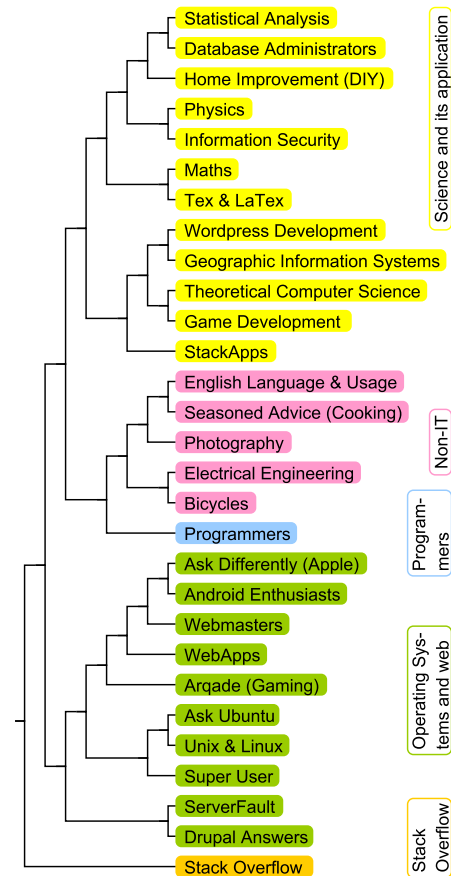 Statistical Analysis
Database Administrators
Home Improvement (DIY)
Physics
Information Security
Maths
Tex & LaTex
Wordpress Development
Geographic Information Systems
Theoretical Computer Science
Game Development
StackApps
English Language & Usage
Seasoned Advice (Cooking)
Photography
Electrical Engineering
Bicycles
Programmers
Ask Differently (Apple)
Android Enthusiasts
Webmasters
WebApps
Arqade (Gaming)
Ask Ubuntu
Unix & Linux
Super User
ServerFault
Drupal Answers
Stack Overflow
Science and its application
Non-IT
Program-
mers
Operating Sys-
tems and web
Stack
Overflow